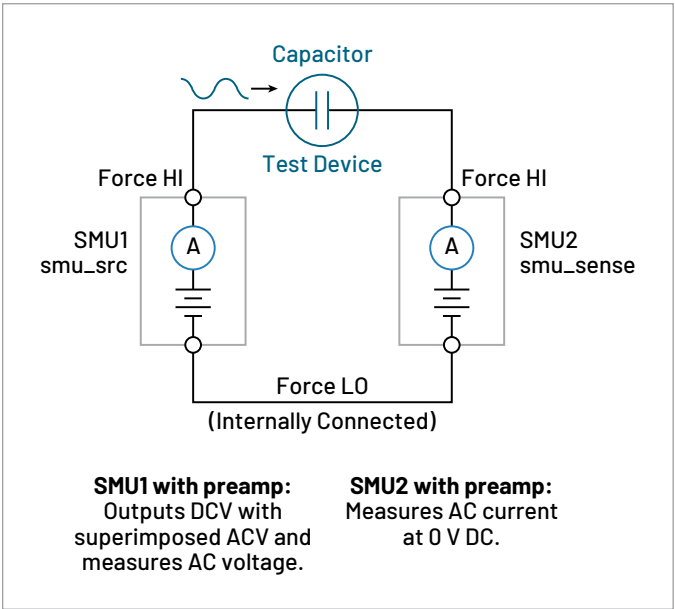 Capacitor
Test Device
Force HI
Force HI
SMU1
smu_src
A
A
SMU2
smu_sense
Force LO
(Internally Connected)
SMU1 with preamp:
Outputs DCV with
superimposed ACV and
measures AC voltage.
SMU2 with preamp:
Measures AC current
at 0 V DC.